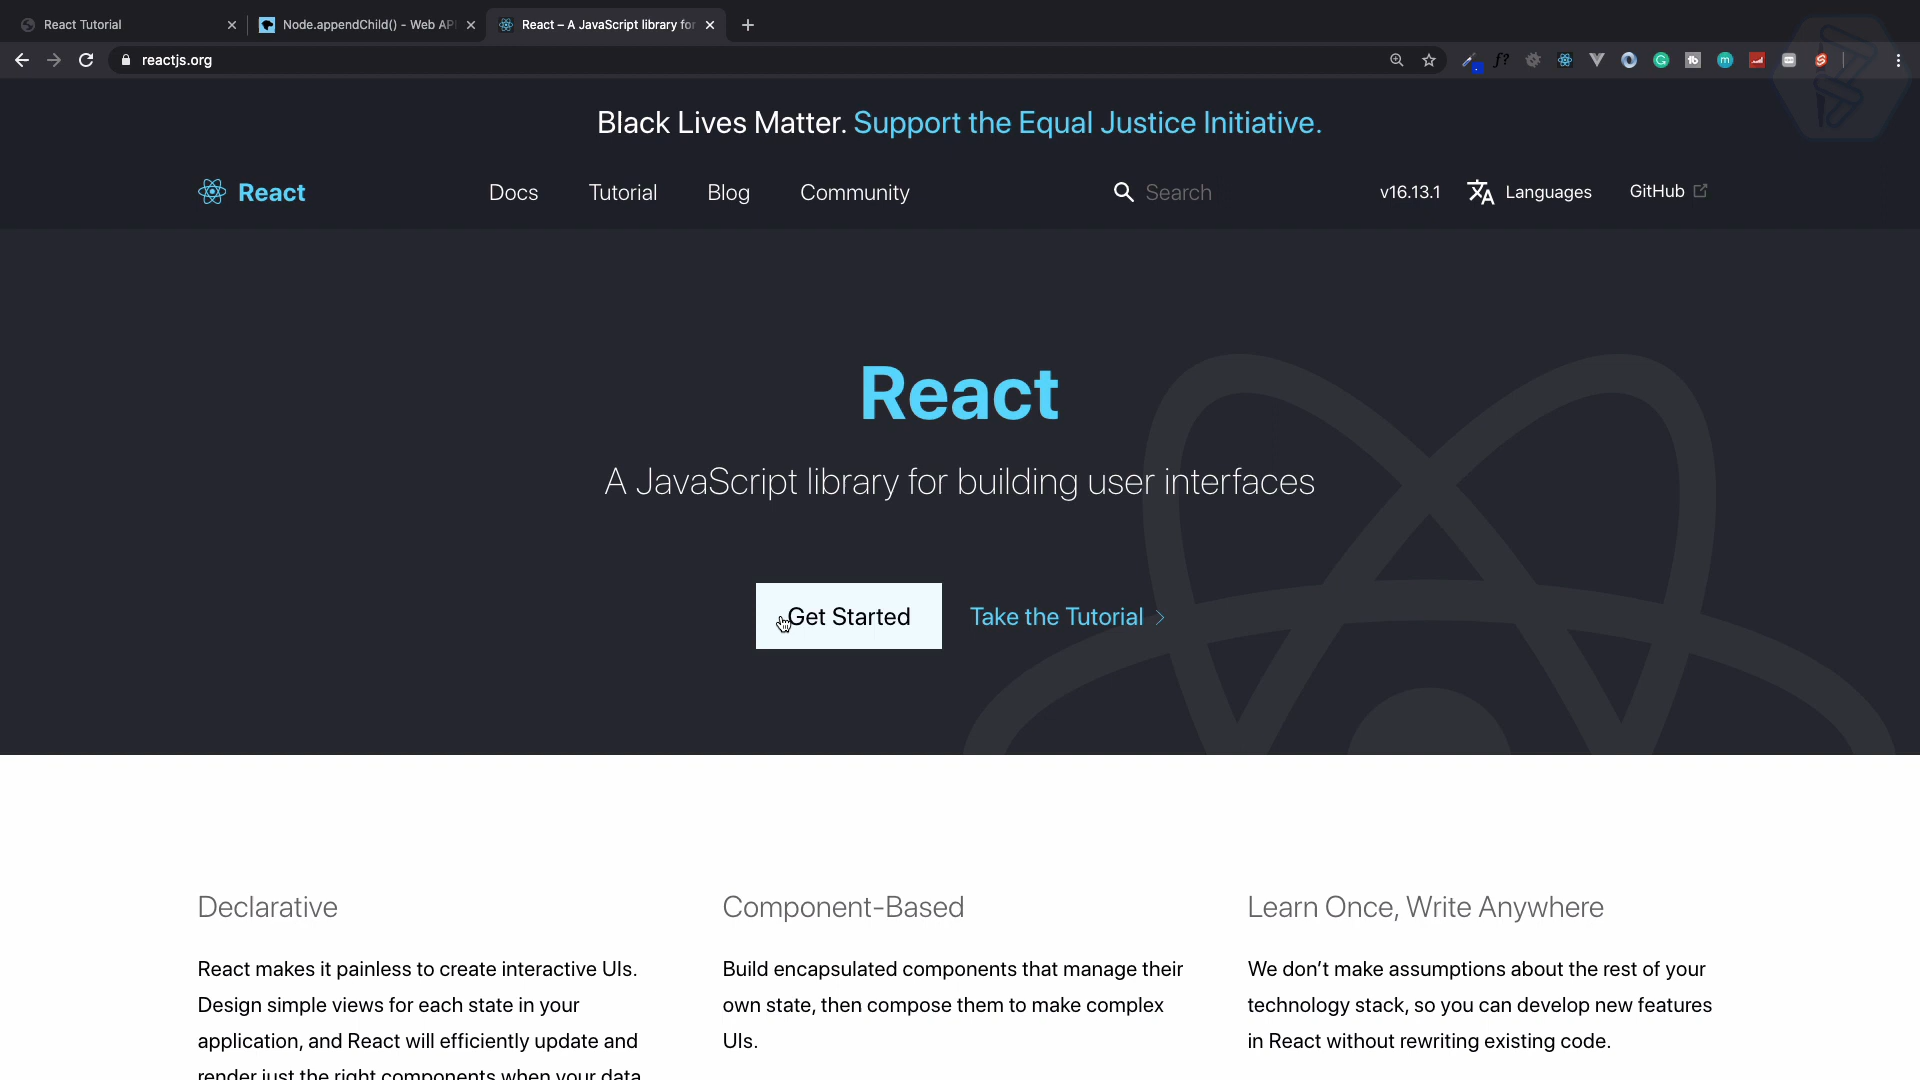 React Tutorial
Node.appendChild() - Web AP
React – A JavaScript library for
reactjs.org
Black Lives Matter. Support the Equal Justice Initiative.
React
Docs
Tutorial
Blog
Community
Search
v16.13.1
Languages
GitHub
React
A JavaScript library for building user interfaces
Get Started
Take the Tutorial
Declarative
React makes it painless to create interactive UIs.
Design simple views for each state in your
application, and React will efficiently update and
render just the right components when your data
Component-Based
Build encapsulated components that manage their
own state, then compose them to make complex
UIs.
Learn Once, Write Anywhere
We don’t make assumptions about the rest of your
technology stack, so you can develop new features
in React without rewriting existing code.